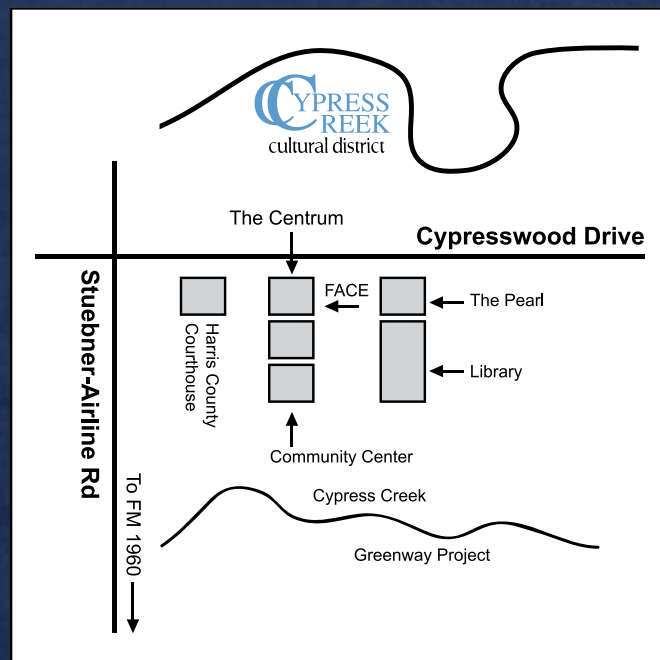 CYPRESS
CREEK
cultural district
The Centrum
Cypresswood Drive
Stuebner-Airline Rd
Harris County
Courthouse
FACE
The Pearl
Library
Community Center
To FM 1960
Cypress Creek
Greenway Project